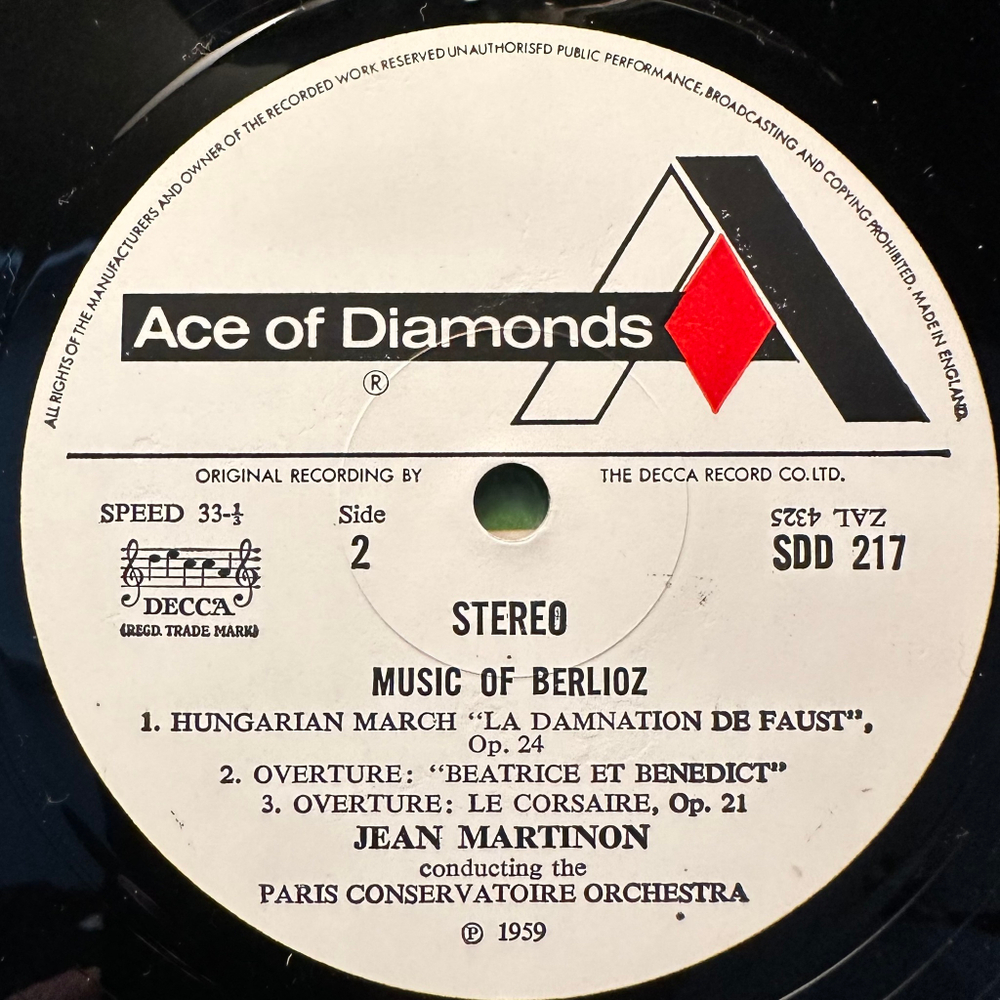 ALL RIGHTS OF THE MANUFACTURERS AND OWNER OF THE RECORDED WORK RESERVED UNAUTHORISED PUBLIC PERFORMANCE, BROADCASTING AND COPYING PROHIBITED. MADE IN ENGLAND.
Ace of Diamonds
®
ORIGINAL RECORDING BY THE DECCA RECORD CO.LTD.
SPEED 33-⅓ Side ZAL 4325
2 SDD 217
DECCA
(REGD. TRADE MARK)
STEREO
MUSIC OF BERLIOZ
1. HUNGARIAN MARCH “LA DAMNATION DE FAUST”,
Op. 24
2. OVERTURE: “BEATRICE ET BENEDICT”
3. OVERTURE: LE CORSAIRE, Op. 21
JEAN MARTINON
conducting the
PARIS CONSERVATOIRE ORCHESTRA
℗ 1959